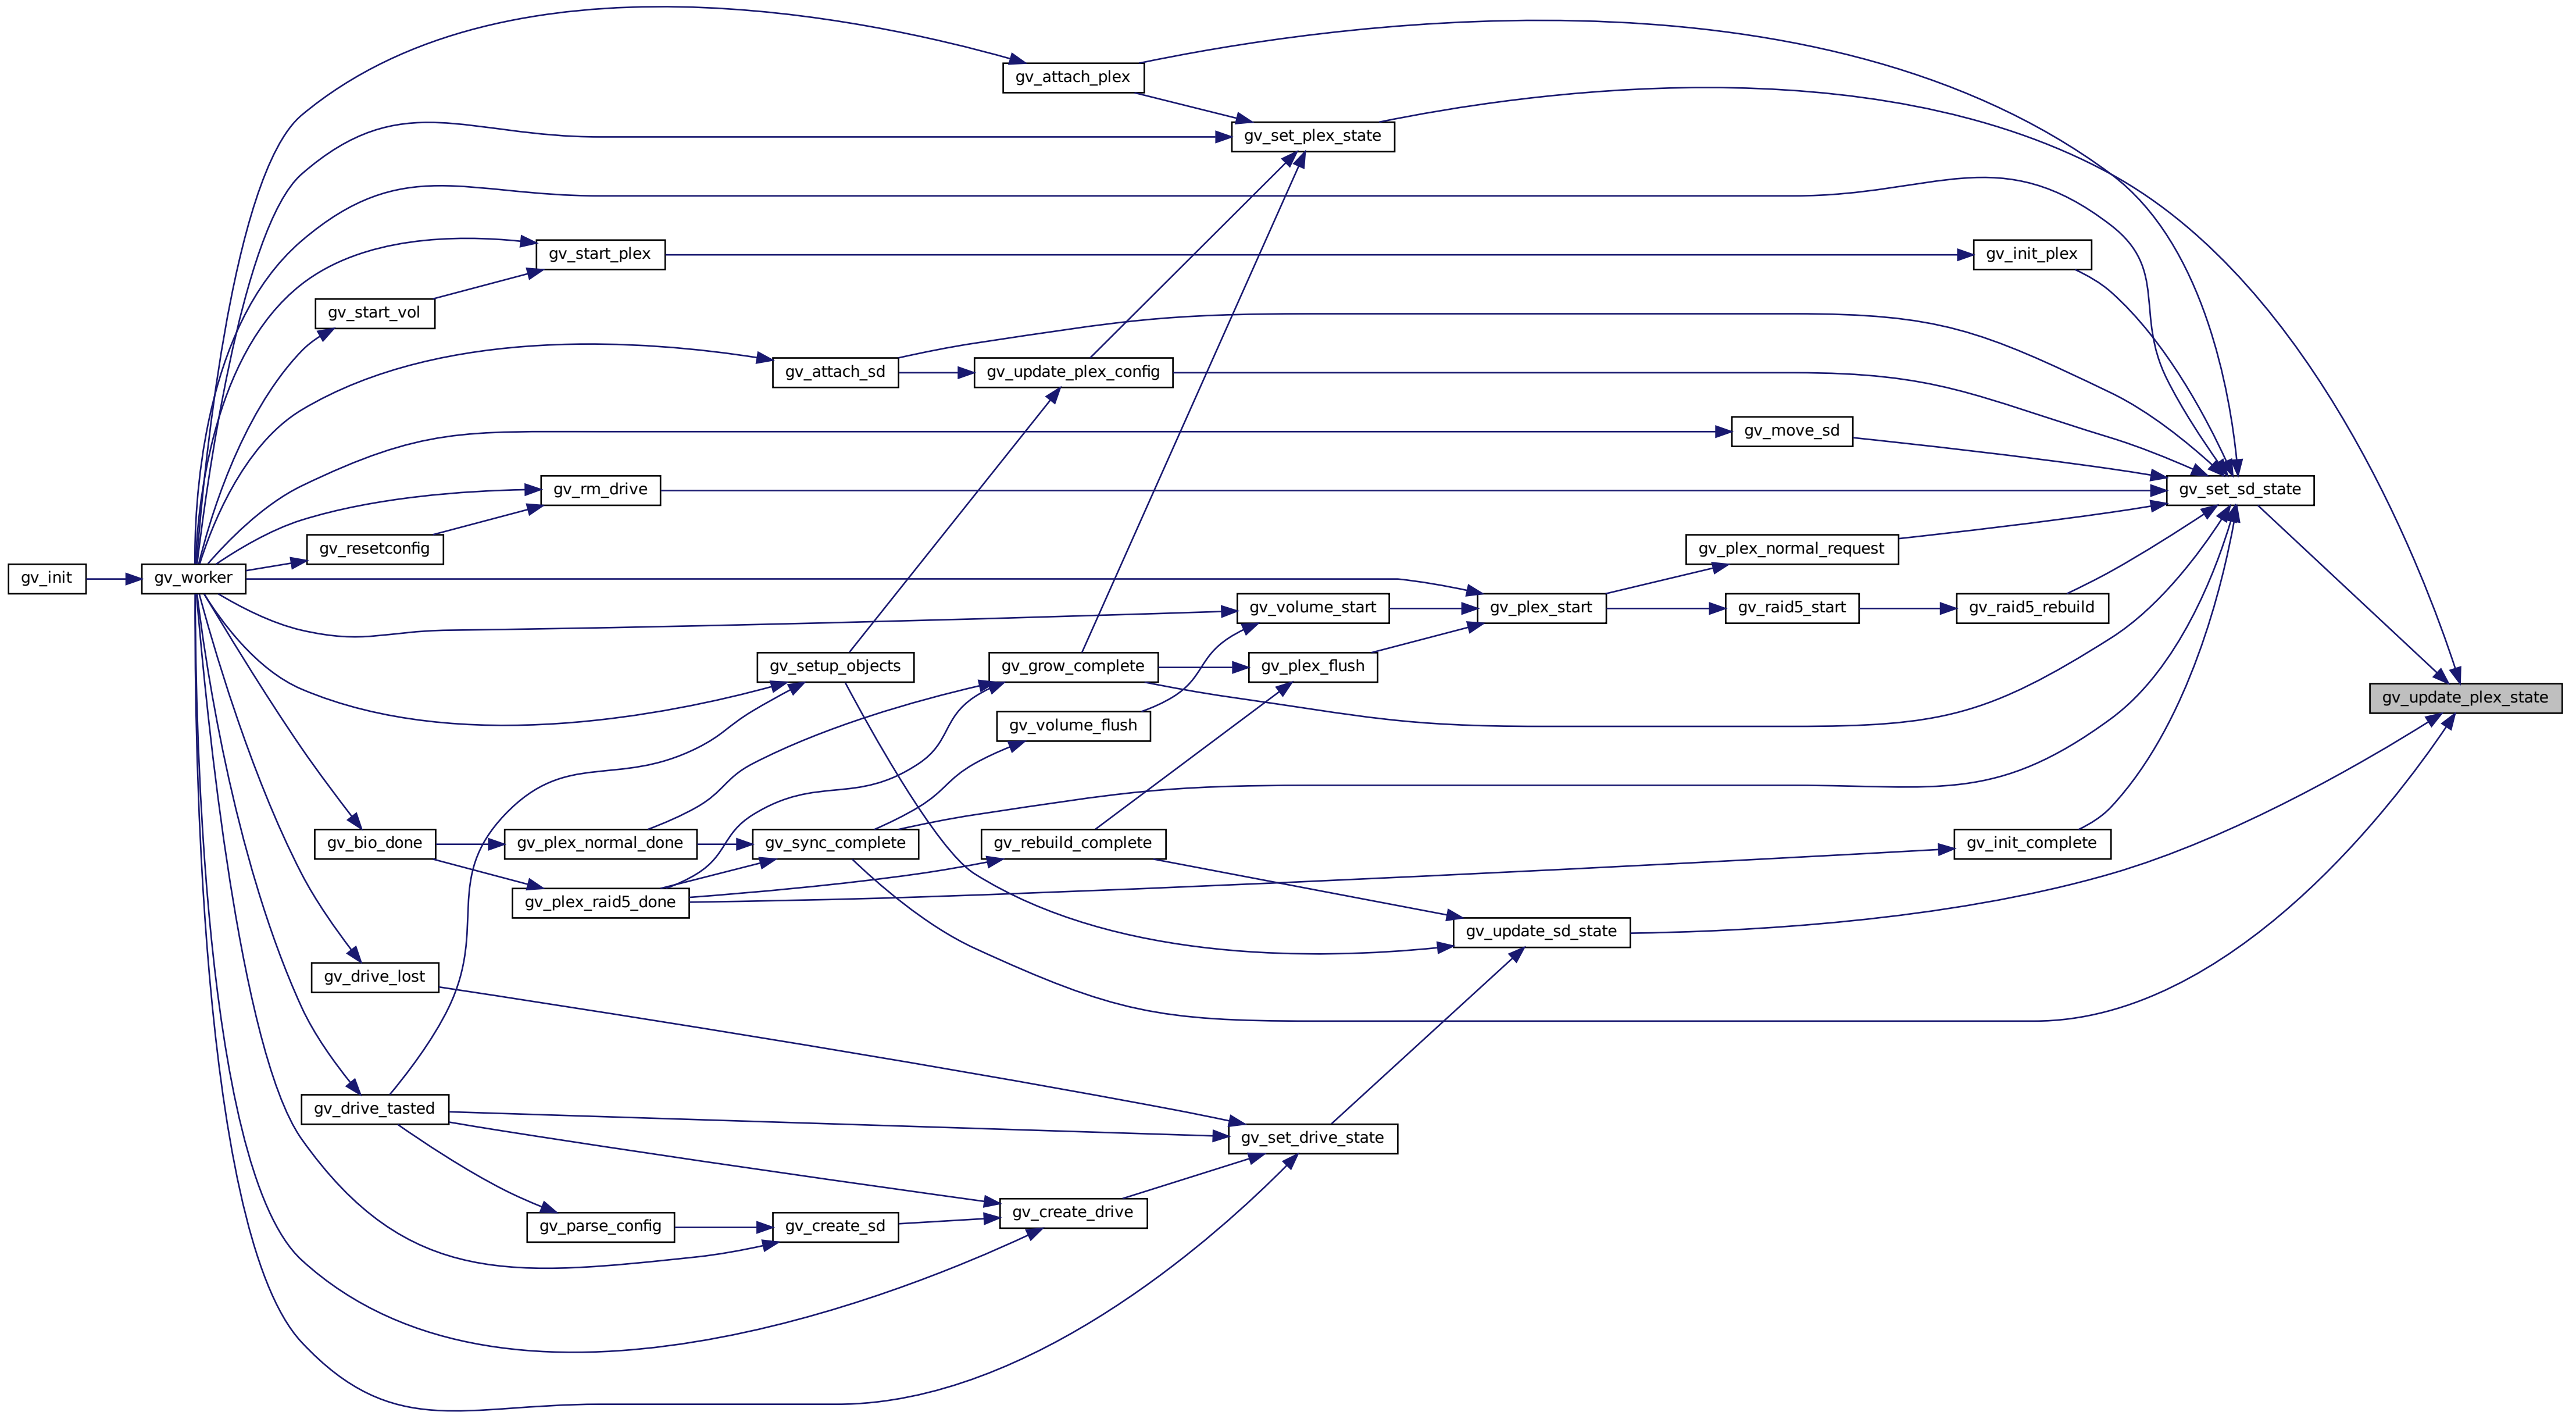 gv_attach_plex
gv_set_plex_state
gv_start_plex
gv_init_plex
gv_start_vol
gv_attach_sd
gv_update_plex_config
gv_move_sd
gv_rm_drive
gv_set_sd_state
gv_resetconfig
gv_plex_normal_request
gv_init
gv_worker
gv_volume_start
gv_plex_start
gv_raid5_start
gv_raid5_rebuild
gv_setup_objects
gv_grow_complete
gv_plex_flush
gv_update_plex_state
gv_volume_flush
gv_bio_done
gv_plex_normal_done
gv_sync_complete
gv_rebuild_complete
gv_init_complete
gv_plex_raid5_done
gv_update_sd_state
gv_drive_lost
gv_drive_tasted
gv_set_drive_state
gv_create_drive
gv_parse_config
gv_create_sd